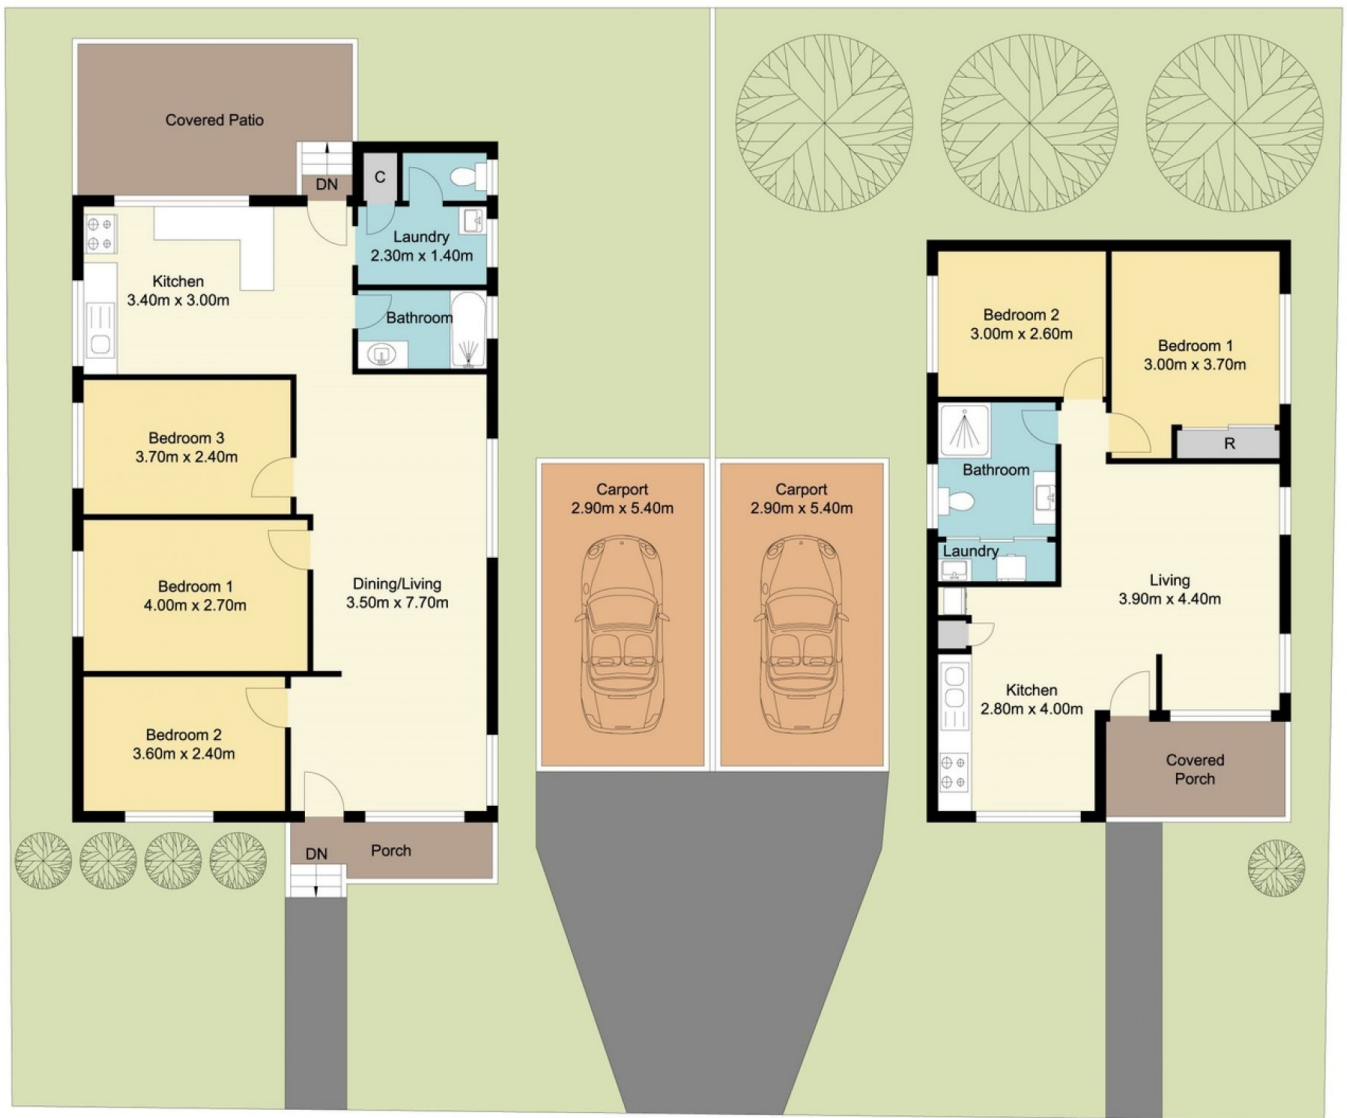 Covered Patio
DN
C
Laundry
2.30m x 1.40m
Kitchen
3.40m x 3.00m
Bathroom
Bedroom 3
3.70m x 2.40m
Bedroom 1
4.00m x 2.70m
Dining/Living
3.50m x 7.70m
Bedroom 2
3.60m x 2.40m
DN
Porch
Carport
2.90m x 5.40m
Carport
2.90m x 5.40m
Bedroom 2
3.00m x 2.60m
Bedroom 1
3.00m x 3.70m
R
Bathroom
Laundry
Living
3.90m x 4.40m
Kitchen
2.80m x 4.00m
Covered
Porch